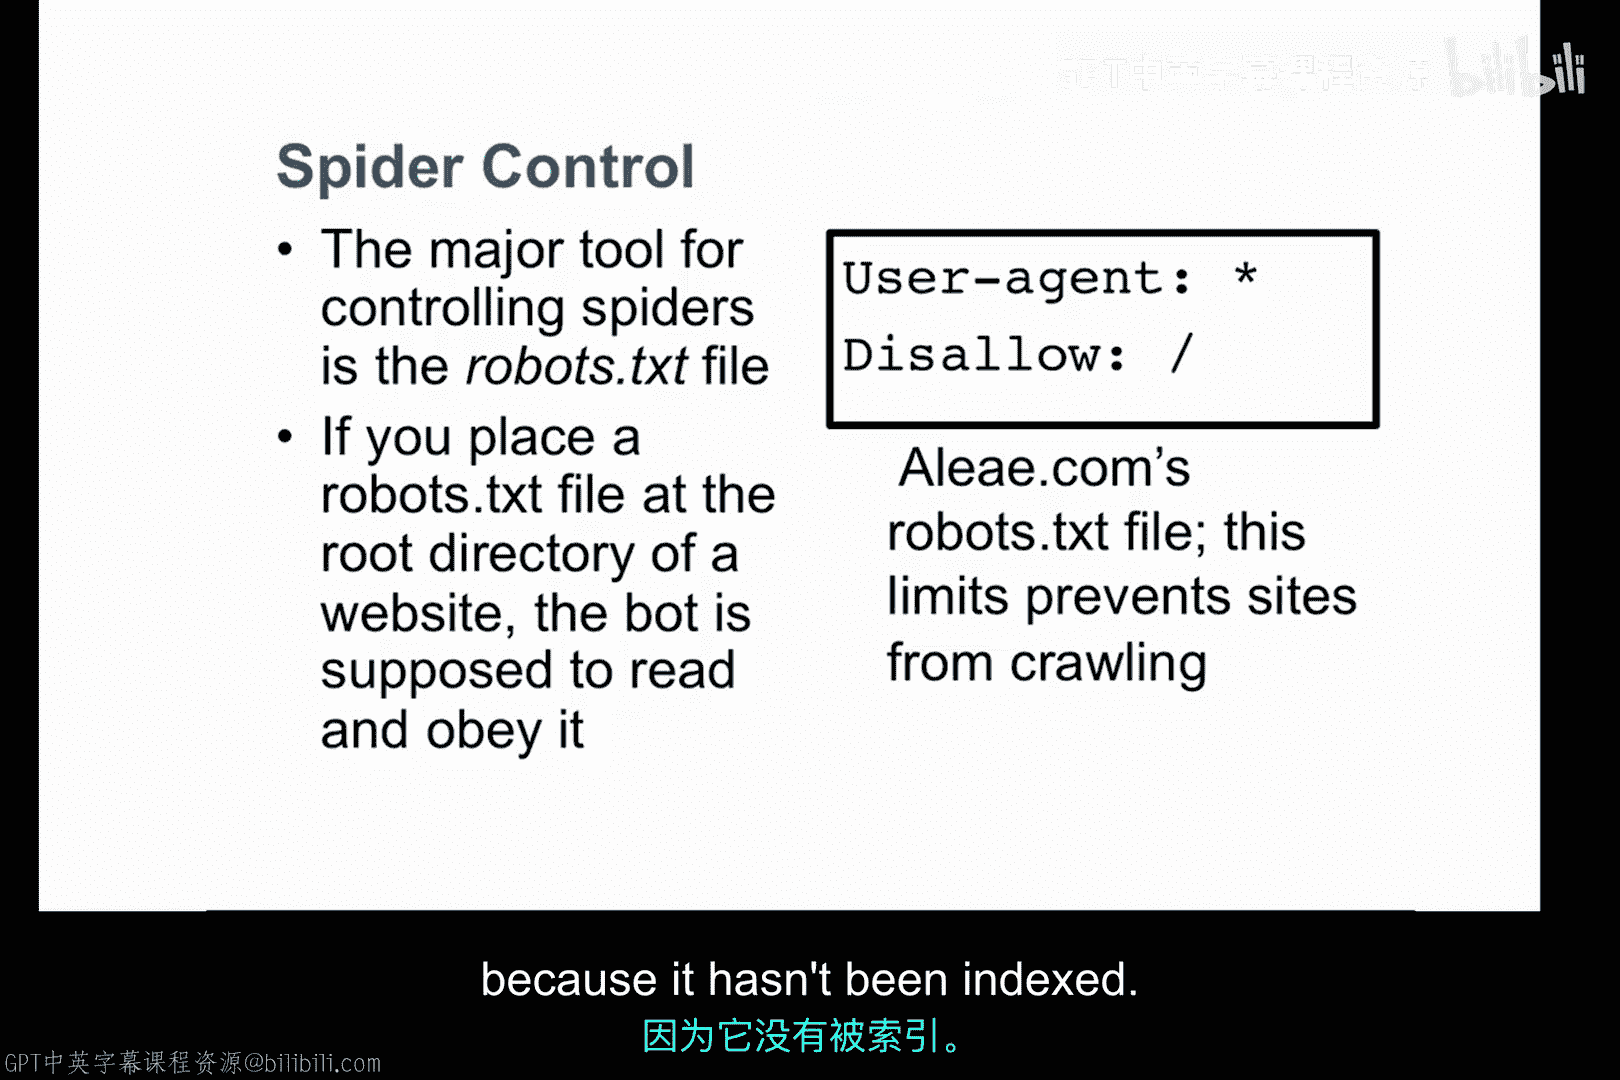 bilibili
Spider Control
• The major tool for
controlling spiders
is the robots.txt file
• If you place a
robots.txt file at the
root directory of a
website, the bot is
supposed to read
and obey it
User-agent: *
Disallow: /
Aleae.com’s
robots.txt file; this
limits prevents sites
from crawling
because it hasn't been indexed.
因为它没有被索引。
GPT中英字幕课程资源@bilibili.com